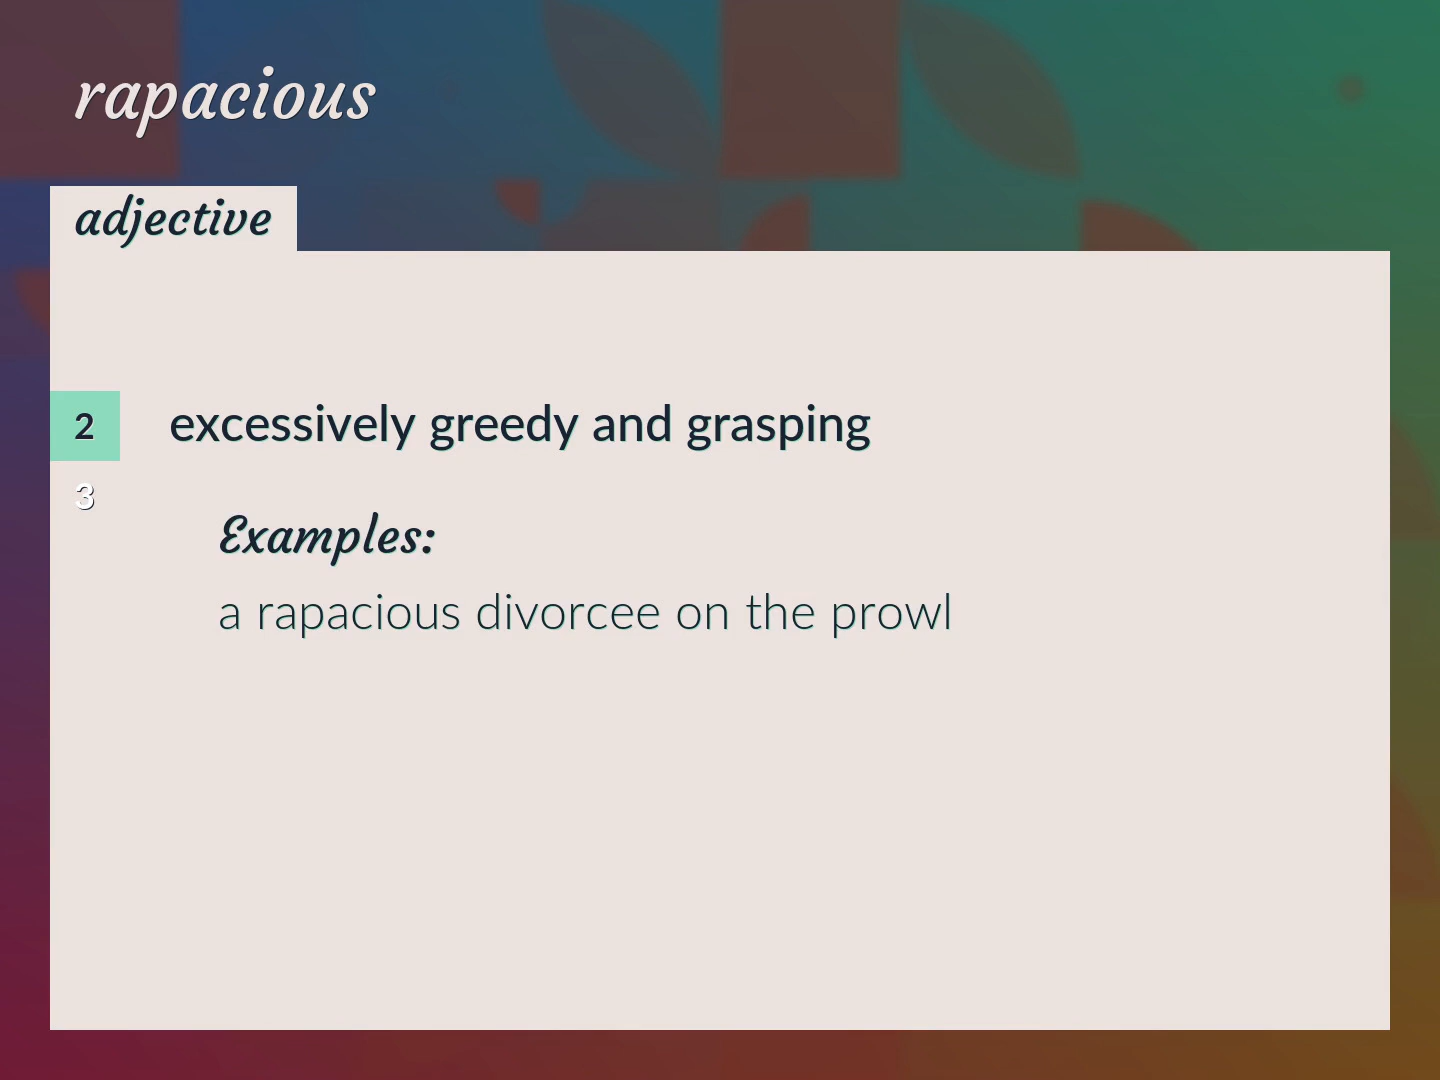 rapacious
adjective
2 excessively greedy and grasping
3
Examples:
a rapacious divorcee on the prowl